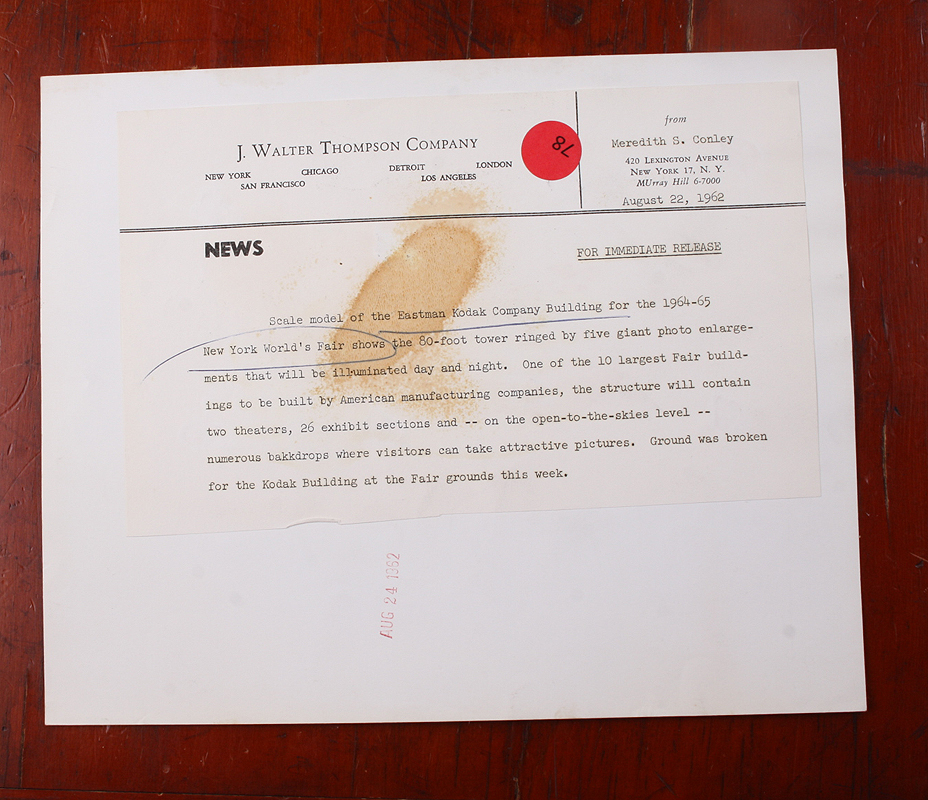 J. WALTER THOMPSON COMPANY
NEW YORK CHICAGO DETROIT LONDON
SAN FRANCISCO LOS ANGELES
78
from
Meredith S. Conley
420 LEXINGTON AVENUE
NEW YORK 17, N. Y.
MUrray Hill 6-7000
August 22, 1962
NEWS
FOR IMMEDIATE RELEASE
Scale model of the Eastman Kodak Company Building for the 1964-65
New York World's Fair shows the 80-foot tower ringed by five giant photo enlarge-
ments that will be illuminated day and night. One of the 10 largest Fair build-
ings to be built by American manufacturing companies, the structure will contain
two theaters, 26 exhibit sections and -- on the open-to-the-skies level --
numerous bakkdrops where visitors can take attractive pictures. Ground was broken
for the Kodak Building at the Fair grounds this week.
AUG 24 1962